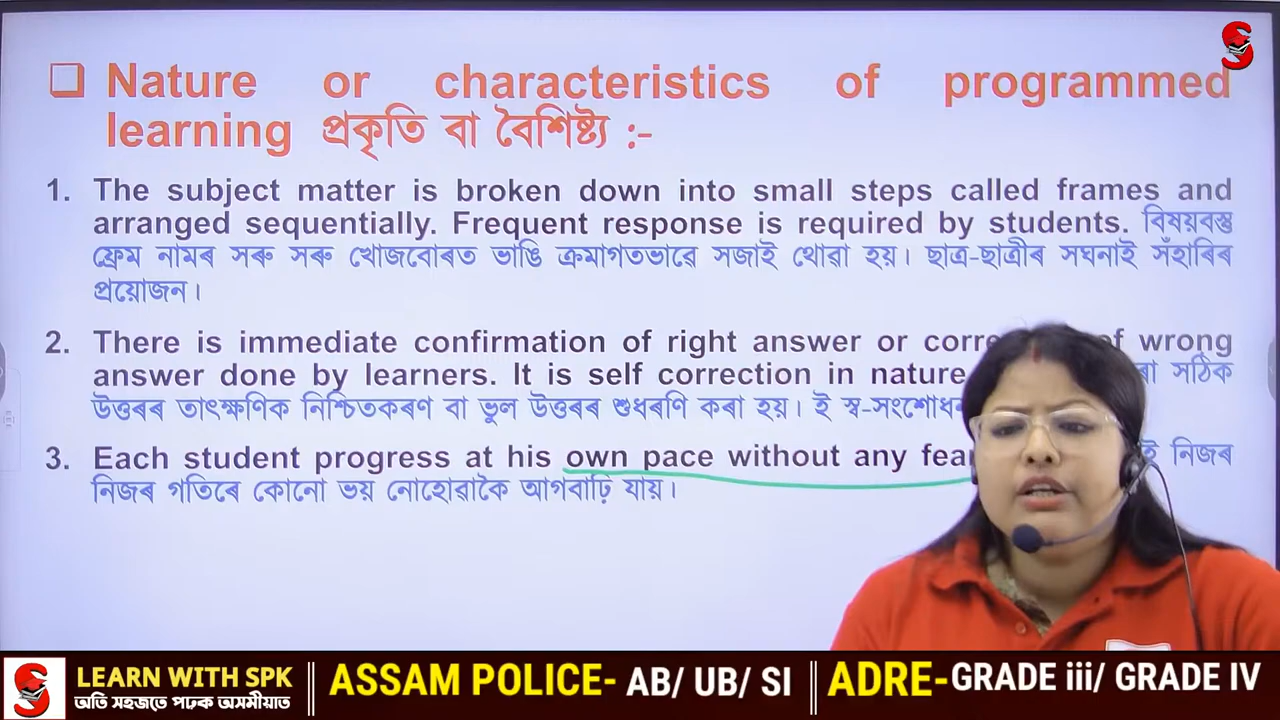 Nature or characteristics of programmed
learning প্ৰকৃতি বা বৈশিষ্ট্য :-
1. The subject matter is broken down into small steps called frames and
arranged sequentially. Frequent response is required by students. বিষয়বস্তু
ফ্ৰেম নামৰ সৰু সৰু খোজবোৰত ভাঙি ক্ৰমাগতভাৱে সজাই থোৱা হয়। ছাত্ৰ-ছাত্ৰীৰ সঘনাই সঁহাৰিৰ
প্ৰয়োজন।
2. There is immediate confirmation of right answer or corre of wrong
answer done by learners. It is self correction in nature ৰা সঠিক
উত্তৰৰ তাৎক্ষণিক নিশ্চিতকৰণ বা ভুল উত্তৰৰ শুধৰণি কৰা হয়। ই স্ব-সংশোধন
3. Each student progress at his own pace without any fear ই নিজৰ
নিজৰ গতিৰে কোনো ভয় নোহোৱাকৈ আগবাঢ়ি যায়।
LEARN WITH SPK
অতি সহজতে পঢ়ক অসমীয়াত
ASSAM POLICE- AB/ UB/ SI
ADRE-GRADE iii/ GRADE IV